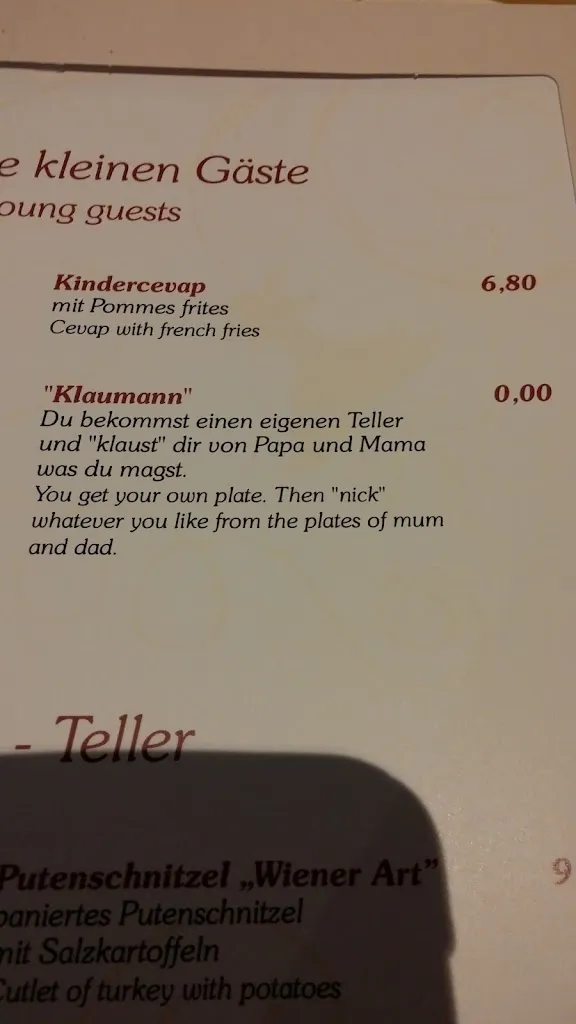 e kleinen Gäste
oung guests
Kindercevap 6,80
mit Pommes frites
Cevap with french fries
"Klaumann" 0,00
Du bekommst einen eigenen Teller
und "klaust" dir von Papa und Mama
was du magst.
You get your own plate. Then "nick"
whatever you like from the plates of mum
and dad.
- Teller
Putenschnitzel „Wiener Art” 9
paniertes Putenschnitzel
mit Salzkartoffeln
Cutlet of turkey with potatoes